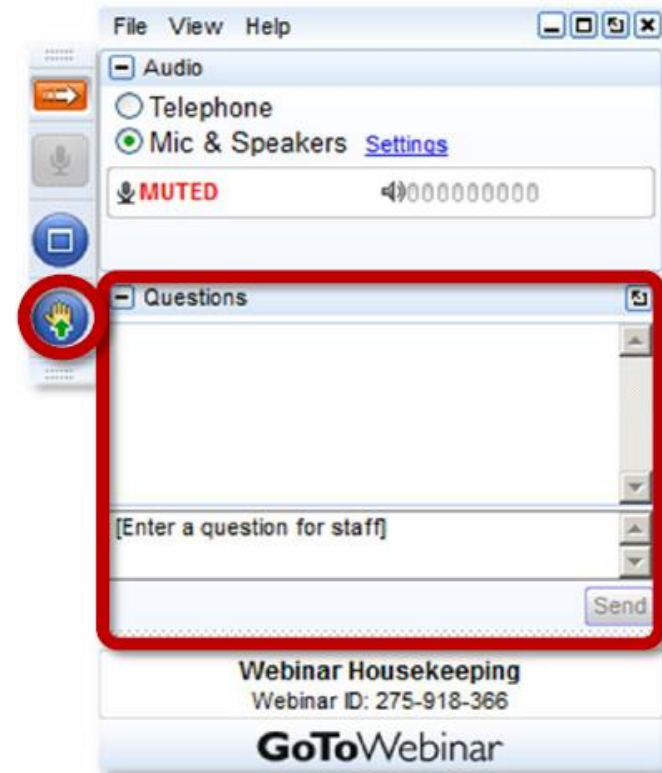 File View Help
Audio
Telephone
Mic & Speakers Settings
MUTED 000000000
Questions
[Enter a question for staff]
Send
Webinar Housekeeping
Webinar ID: 275-918-366
GoToWebinar